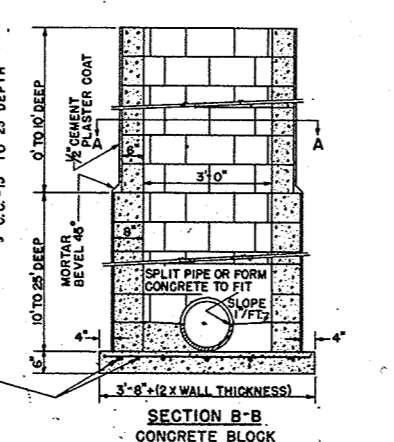 0' TO 10' DEEP
1/2" CEMENT
PLASTER COAT
A
A
6"
3'-0"
10' TO 25' DEEP
MORTAR
BEVEL 45°
8"
SPLIT PIPE OR FORM
CONCRETE TO FIT
SLOPE
1"/FT.
4"
4"
6"
3'-8"+(2 X WALL THICKNESS)
SECTION B-B
CONCRETE BLOCK